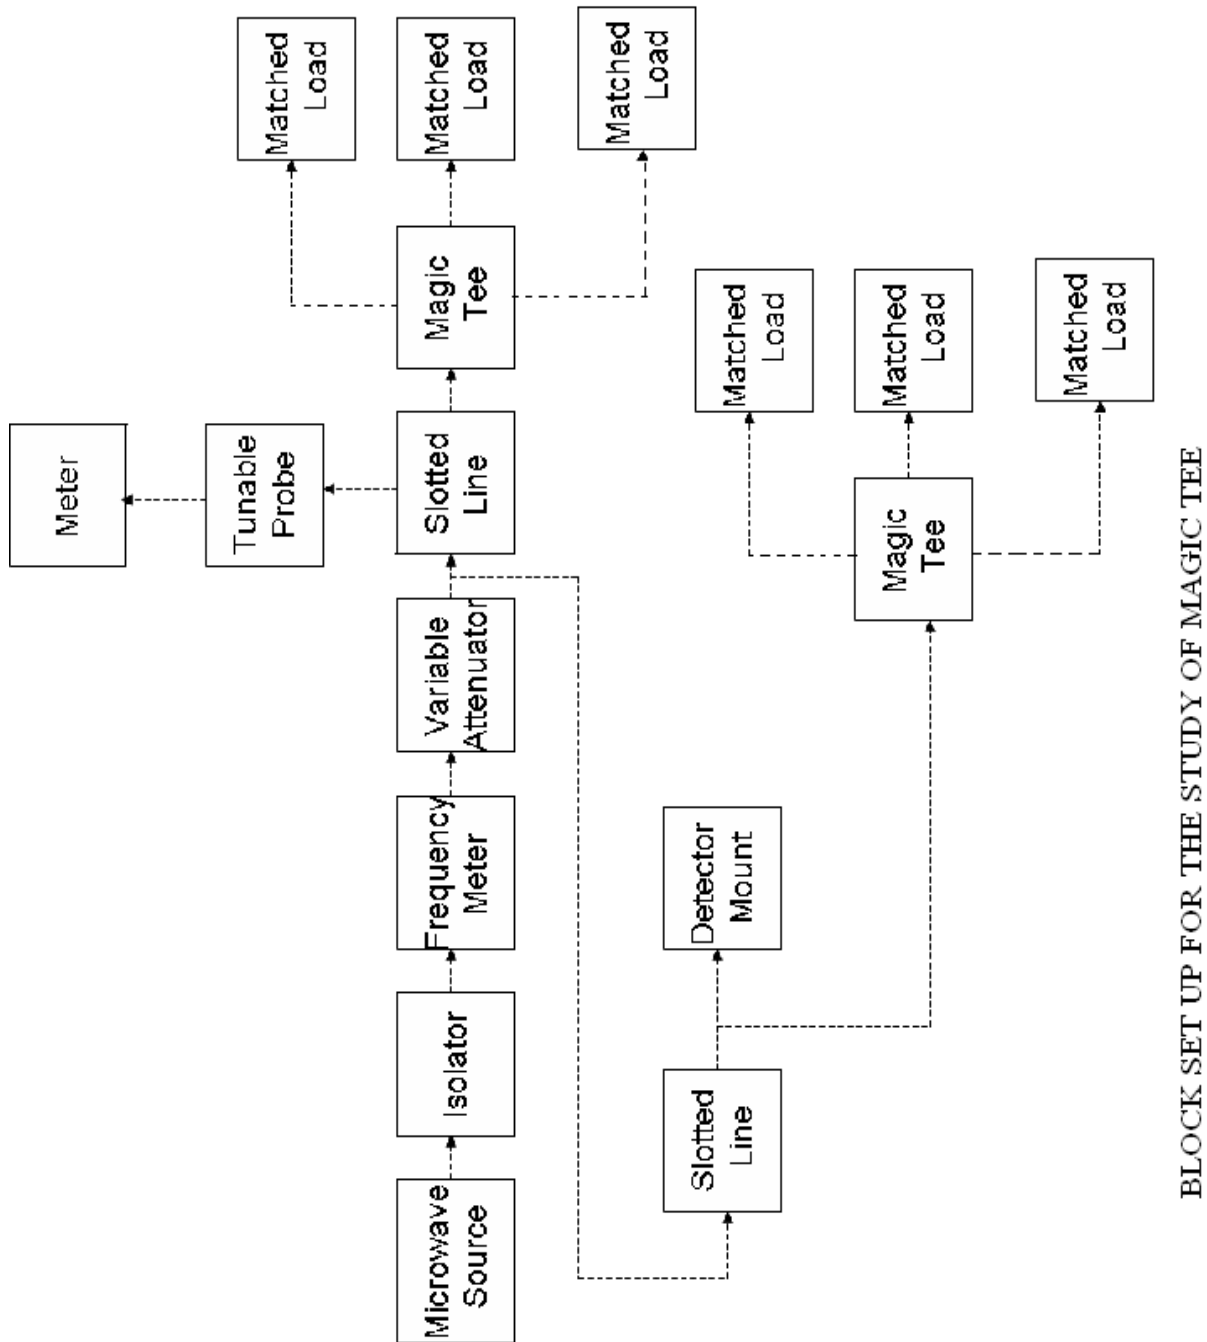 Meter
Tunable
Probe
Matched
Load
Microwave
Source
Isolator
Frequency
Meter
Variable
Attenuator
Slotted
Line
Magic
Tee
Matched
Load
Matched
Load
Slotted
Line
Detector
Mount
Matched
Load
Magic
Tee
Matched
Load
Matched
Load
BLOCK SET UP FOR THE STUDY OF MAGIC TEE